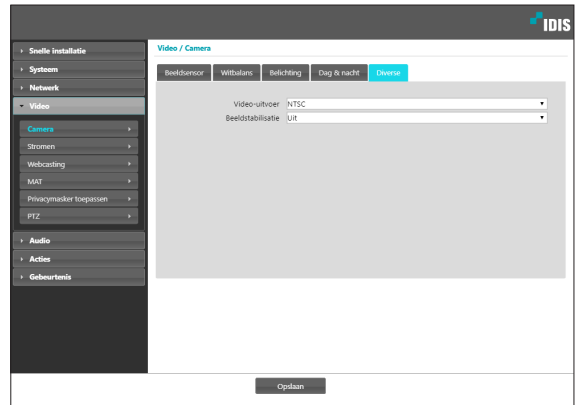 IDIS
Snelle installatie
Systeem
Netwerk
Video
Camera
Stromen
Webcasting
MAT
Privacymasker toepassen
PTZ
Audio
Acties
Gebeurtenis
Video / Camera
Beeldsensor Witbalans Belichting Dag & nacht Diverse
Video-uitvoer NTSC
Beeldstabilisatie Uit
Opslaan